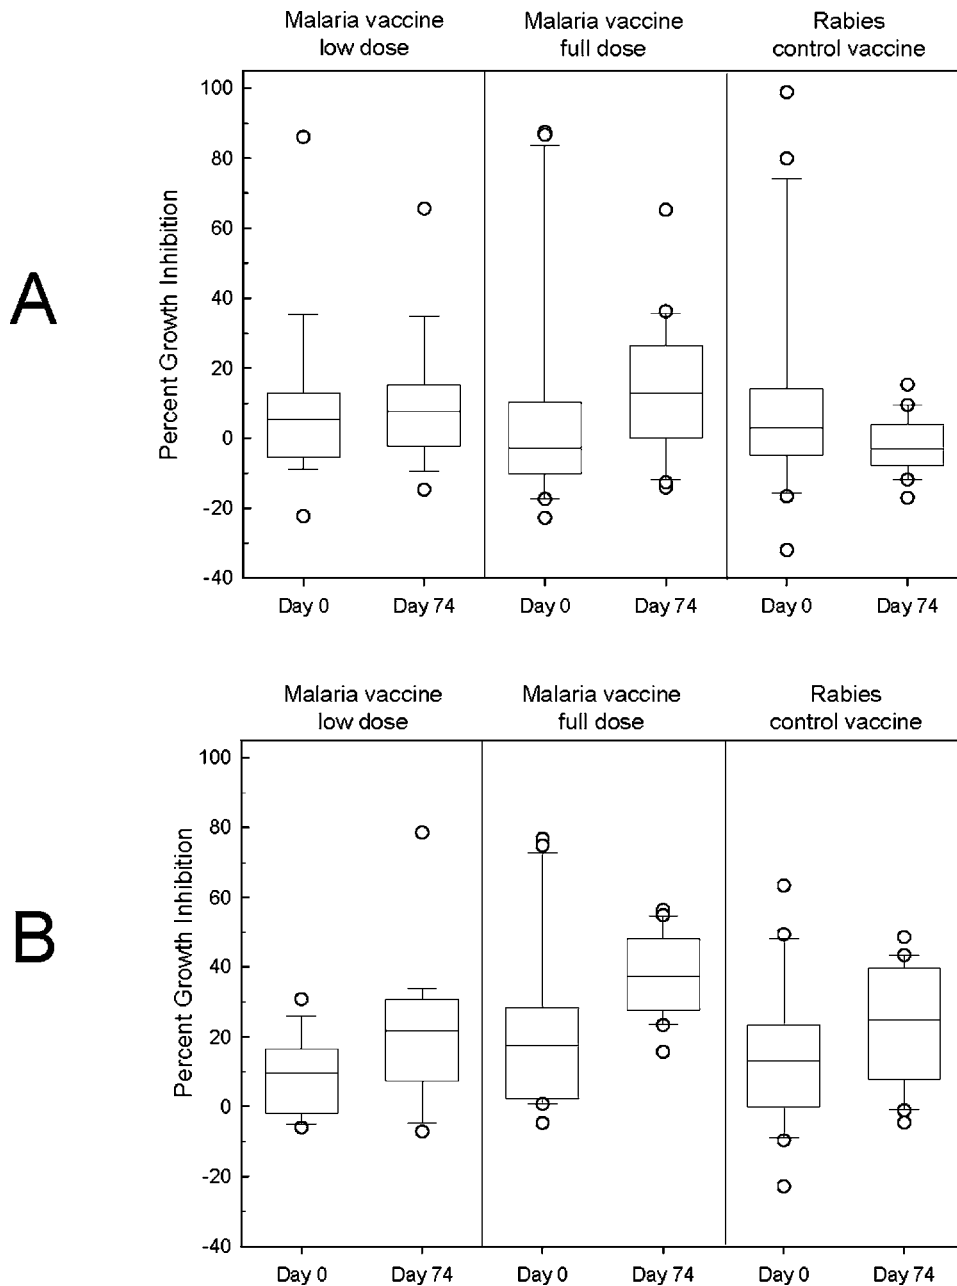 A
Malaria vaccine
low dose
Malaria vaccine
full dose
Rabies
control vaccine
Percent Growth Inhibition
100
80
60
40
20
0
-20
-40
Day 0
Day 74
Day 0
Day 74
Day 0
Day 74
B
Malaria vaccine
low dose
Malaria vaccine
full dose
Rabies
control vaccine
Percent Growth Inhibition
100
80
60
40
20
0
-20
-40
Day 0
Day 74
Day 0
Day 74
Day 0
Day 74